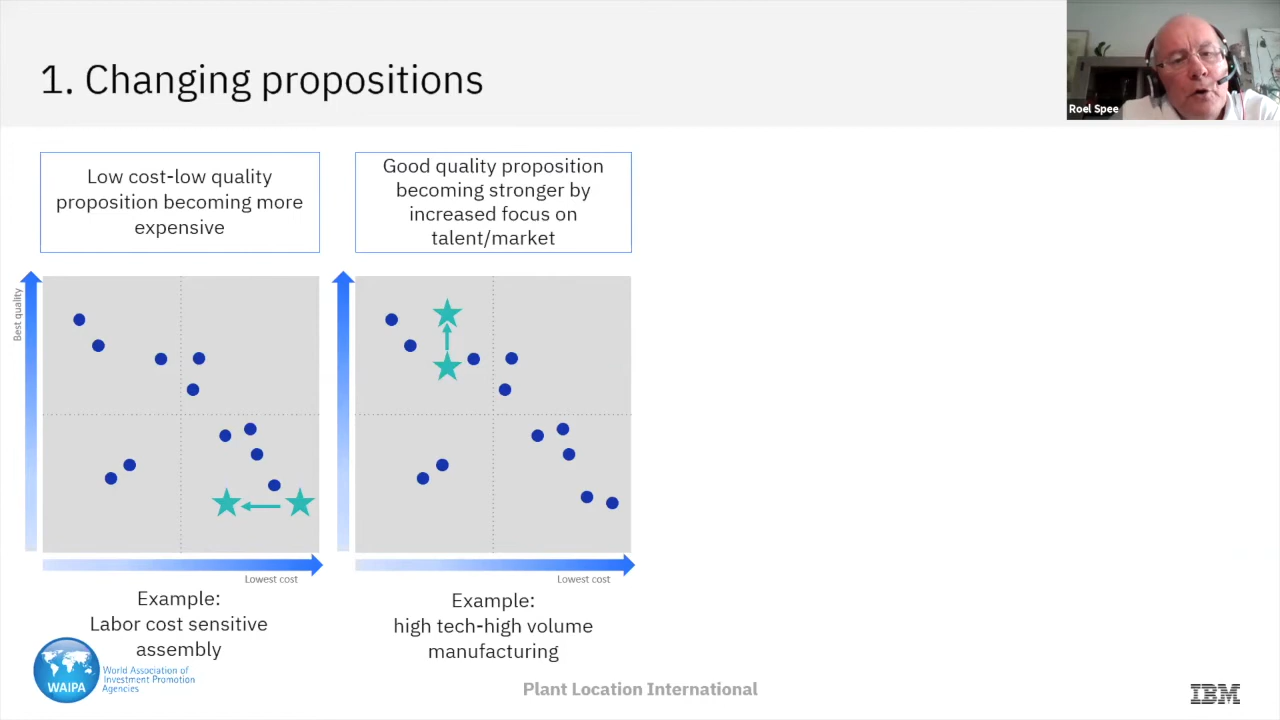 1. Changing propositions
Roel Spee
Low cost-low quality
proposition becoming more
expensive
Good quality proposition
becoming stronger by
increased focus on
talent/market
Best quality
Lowest cost
Lowest cost
Example:
Labor cost sensitive
assembly
Example:
high tech-high volume
manufacturing
WAIPA
World Association of
Investment Promotion
Agencies
Plant Location International
IBM